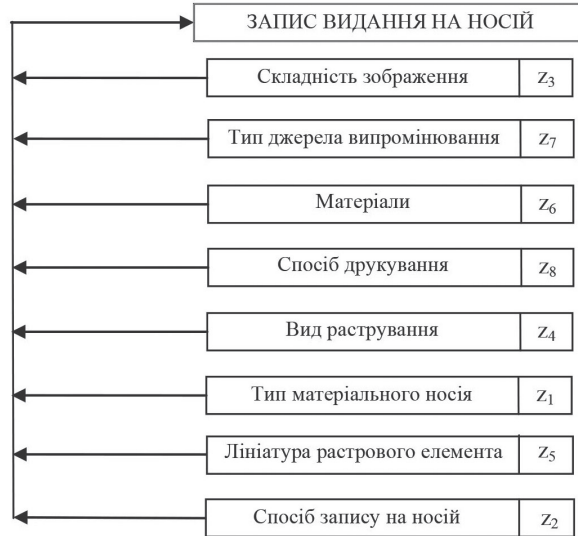 ЗАПИС ВИДАННЯ НА НОСІЙ
Складність зображення z3
Тип джерела випромінювання z7
Матеріали z6
Спосіб друкування z8
Вид растрування z4
Тип матеріального носія z1
Лініатура растрового елемента z5
Спосіб запису на носій z2